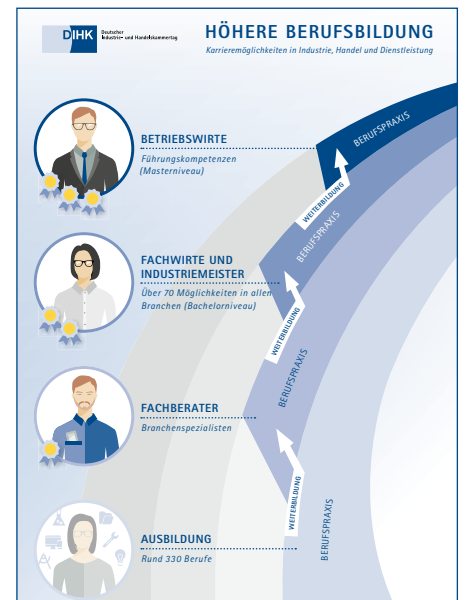 DIHK
Deutscher
Industrie- und Handelskammertag
HÖHERE BERUFSBILDUNG
Karrieremöglichkeiten in Industrie, Handel und Dienstleistung
BERUFSPRAXIS
BETRIEBSWIRTE
Führungskompetenzen
(Masterniveau)
WEITERBILDUNG
BERUFSPRAXIS
FACHWIRTE UND
INDUSTRIEMEISTER
Über 70 Möglichkeiten in allen
Branchen (Bachelorniveau)
WEITERBILDUNG
BERUFSPRAXIS
FACHBERATER
Branchenspezialisten
WEITERBILDUNG
BERUFSPRAXIS
AUSBILDUNG
Rund 330 Berufe